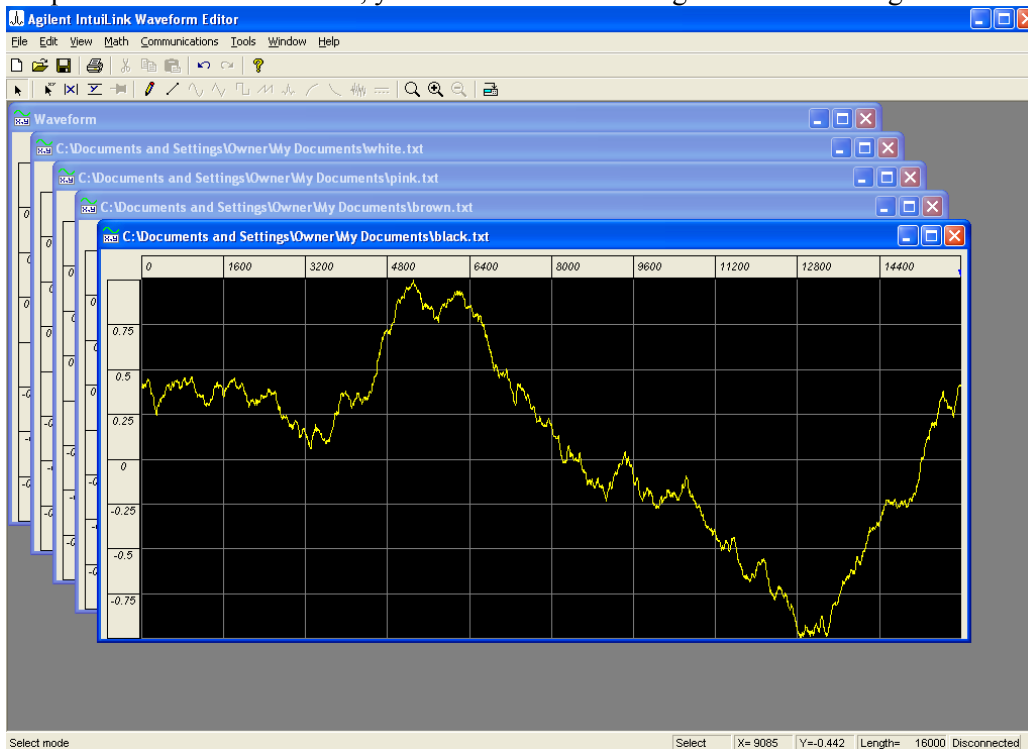 Agilent IntuiLink Waveform Editor
File Edit View Math Communications Tools Window Help
Waveform
C:\Documents and Settings\Owner\My Documents\white.txt
C:\Documents and Settings\Owner\My Documents\pink.txt
C:\Documents and Settings\Owner\My Documents\brown.txt
C:\Documents and Settings\Owner\My Documents\black.txt
0 1600 3200 4800 6400 8000 9600 11200 12800 14400
0.75
0.5
0.25
0
-0.25
-0.5
-0.75
Select mode Select X= 9085 Y=-0.442 Length= 16000 Disconnected